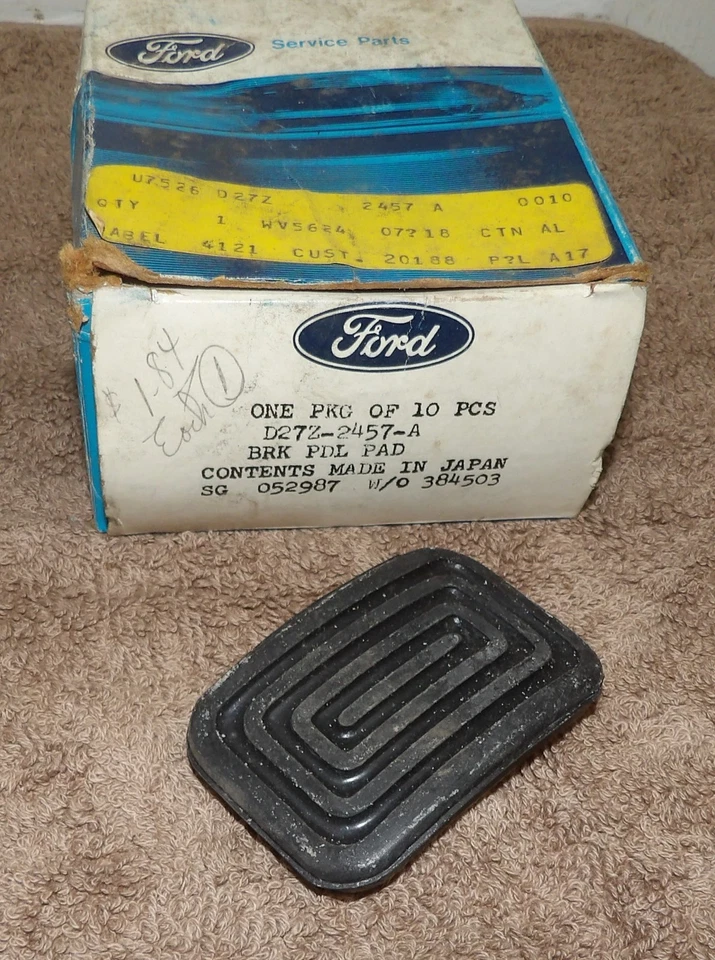 Ford Service Parts
U7526 D27Z 2457 A 0010
QTY 1 WV5624 07?18 CTN AL
ABEL 4121 CUST. 20188 P?L A17
Ford
$ 1.84
Each 1
ONE PKG OF 10 PCS
D27Z-2457-A
BRK PDL PAD
CONTENTS MADE IN JAPAN
SG 052987 W/O 384503